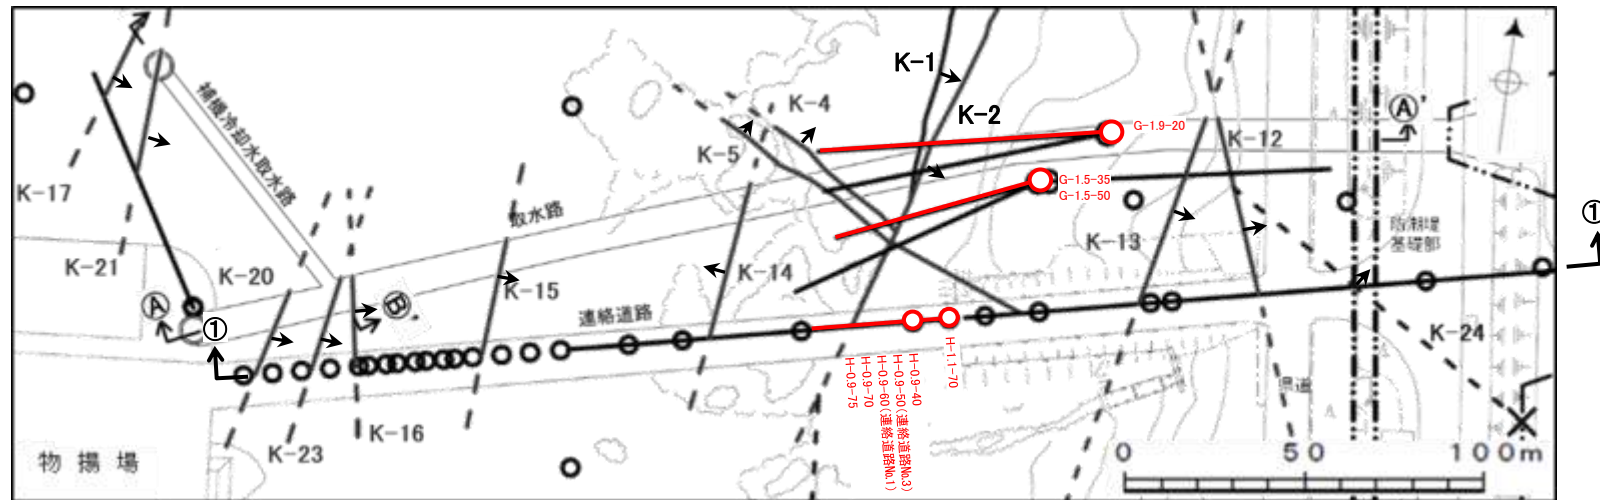 K-1
K-4
K-2
G-1.9-20
Ⓐ'
K-12
補機冷却水取水路
K-5
K-17
G-1.5-35
G-1.5-50
取水路
①
防潮堤
基礎部
K-13
K-21
K-20
K-14
K-15
Ⓐ
Ⓑ'
①
連絡道路
K-24
H-1.1-70
H-0.9-40
H-0.9-50(連絡道路No.3)
H-0.9-60(連絡道路No.1)
H-0.9-70
H-0.9-75
県道
K-16
K-23
物揚場
0 50 100m